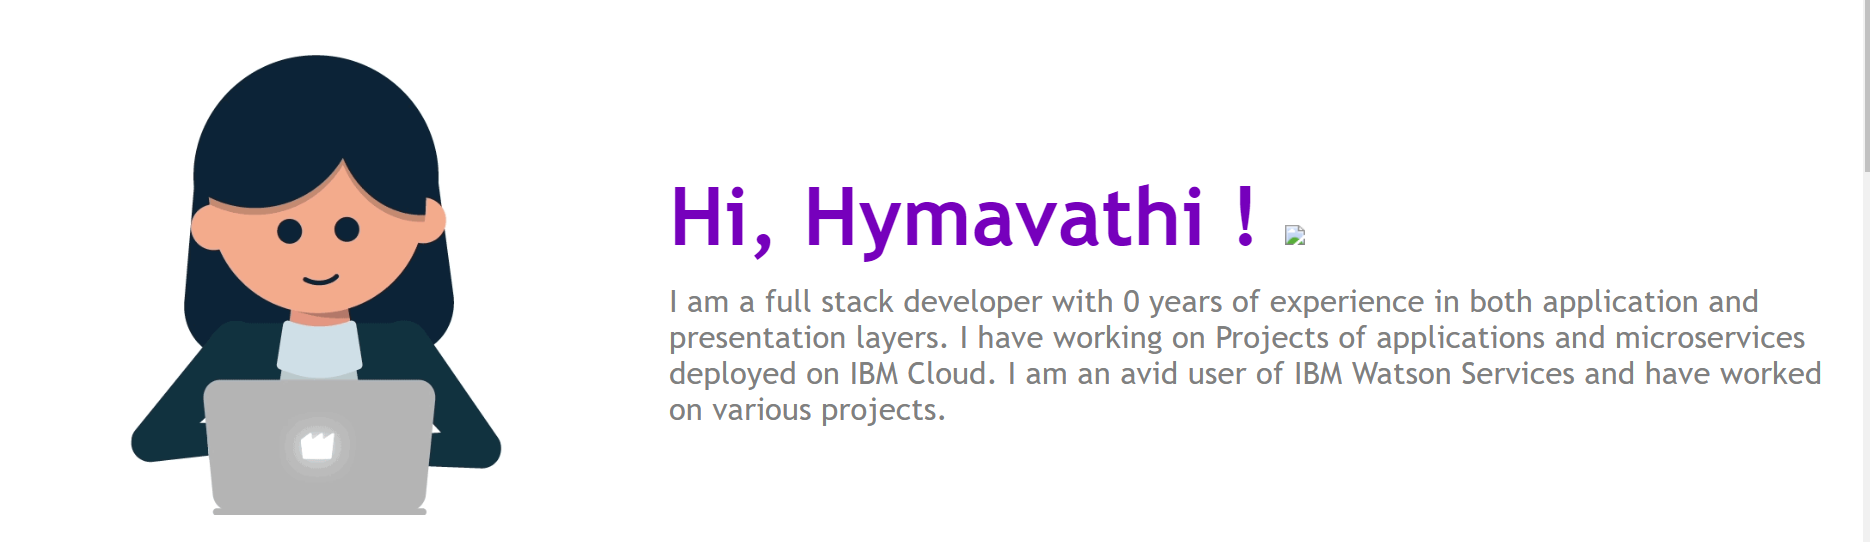 Hi, Hymavathi !
I am a full stack developer with 0 years of experience in both application and
presentation layers. I have working on Projects of applications and microservices
deployed on IBM Cloud. I am an avid user of IBM Watson Services and have worked
on various projects.